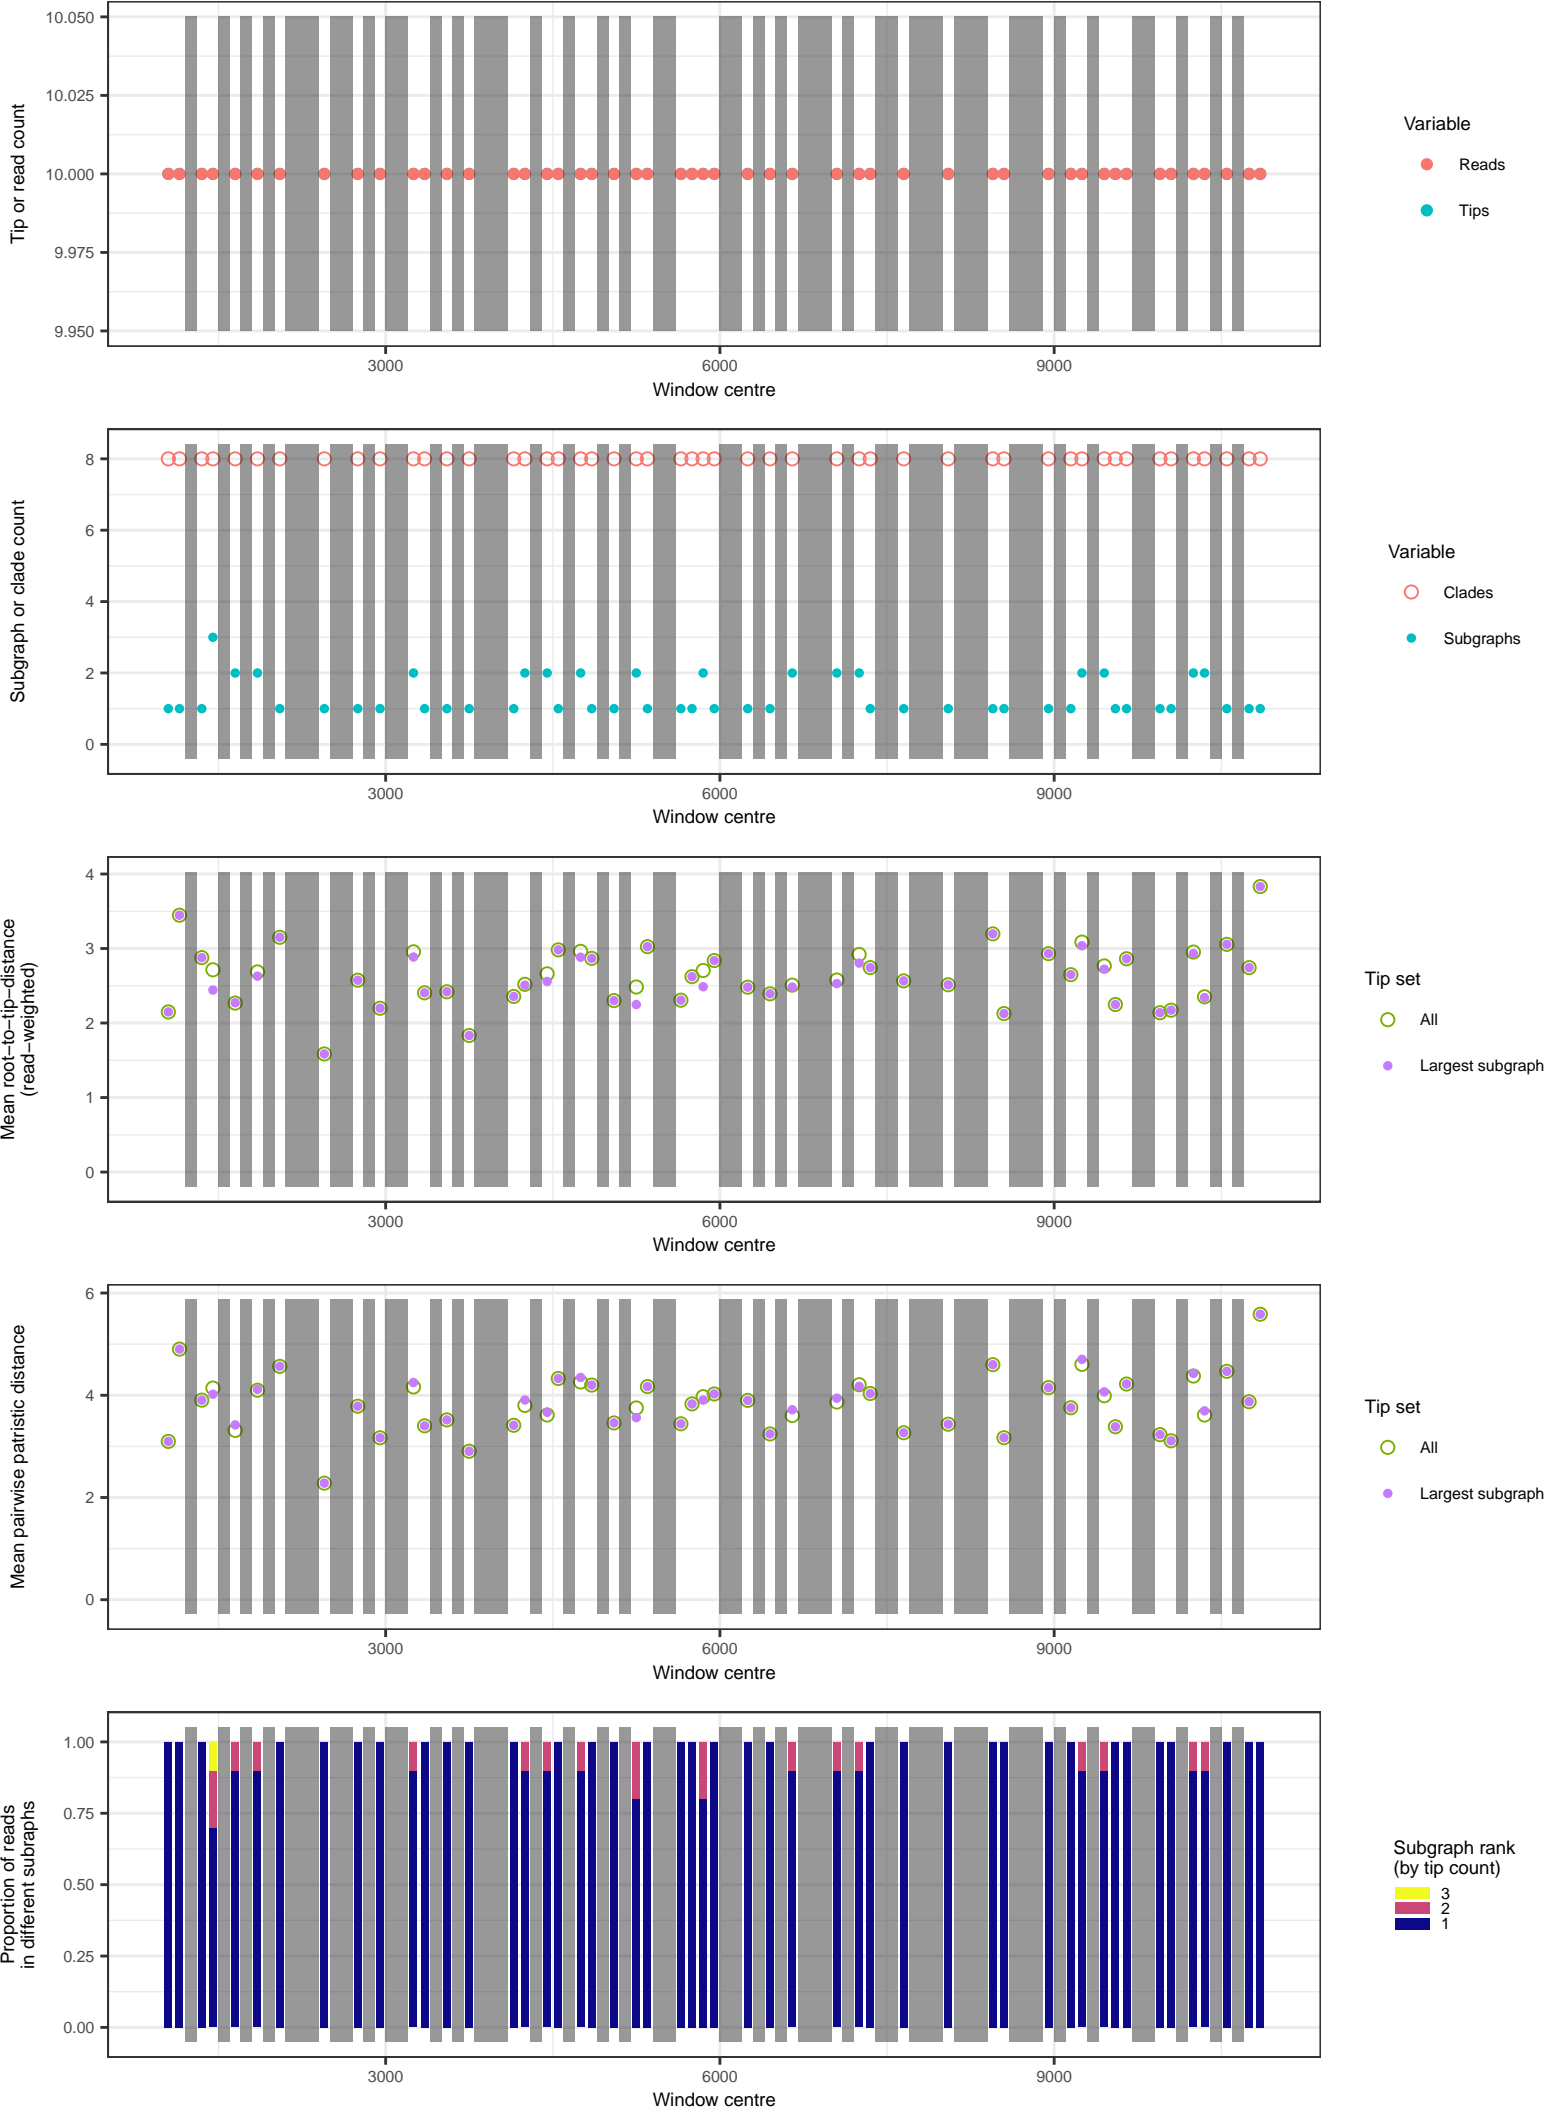 10.050
10.025
10.000
9.975
9.950
Tip or read count
3000
6000
9000
Window centre
Variable
Reads
Tips
8
6
4
2
0
Subgraph or clade count
3000
6000
9000
Window centre
Variable
Clades
Subgraphs
4
3
2
1
0
Mean root−to−tip−distance
(read−weighted)
3000
6000
9000
Window centre
Tip set
All
Largest subgraph
6
4
2
0
Mean pairwise patristic distance
3000
6000
9000
Window centre
Tip set
All
Largest subgraph
1.00
0.75
0.50
0.25
0.00
Proportion of reads
in different subraphs
3000
6000
9000
Window centre
Subgraph rank
(by tip count)
3
2
1